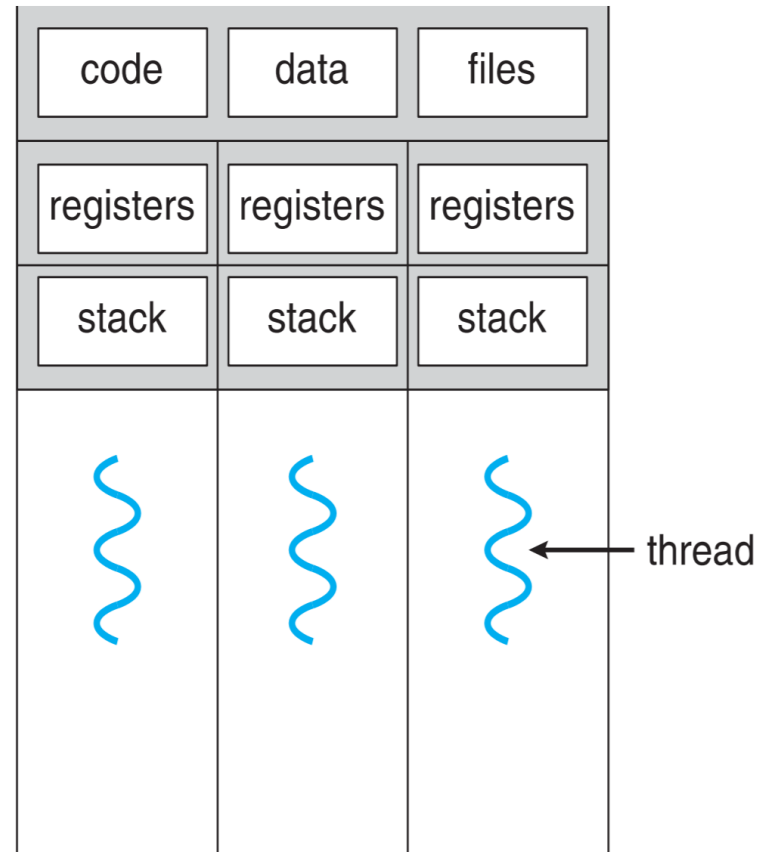 code data files
registers registers registers
stack stack stack
thread